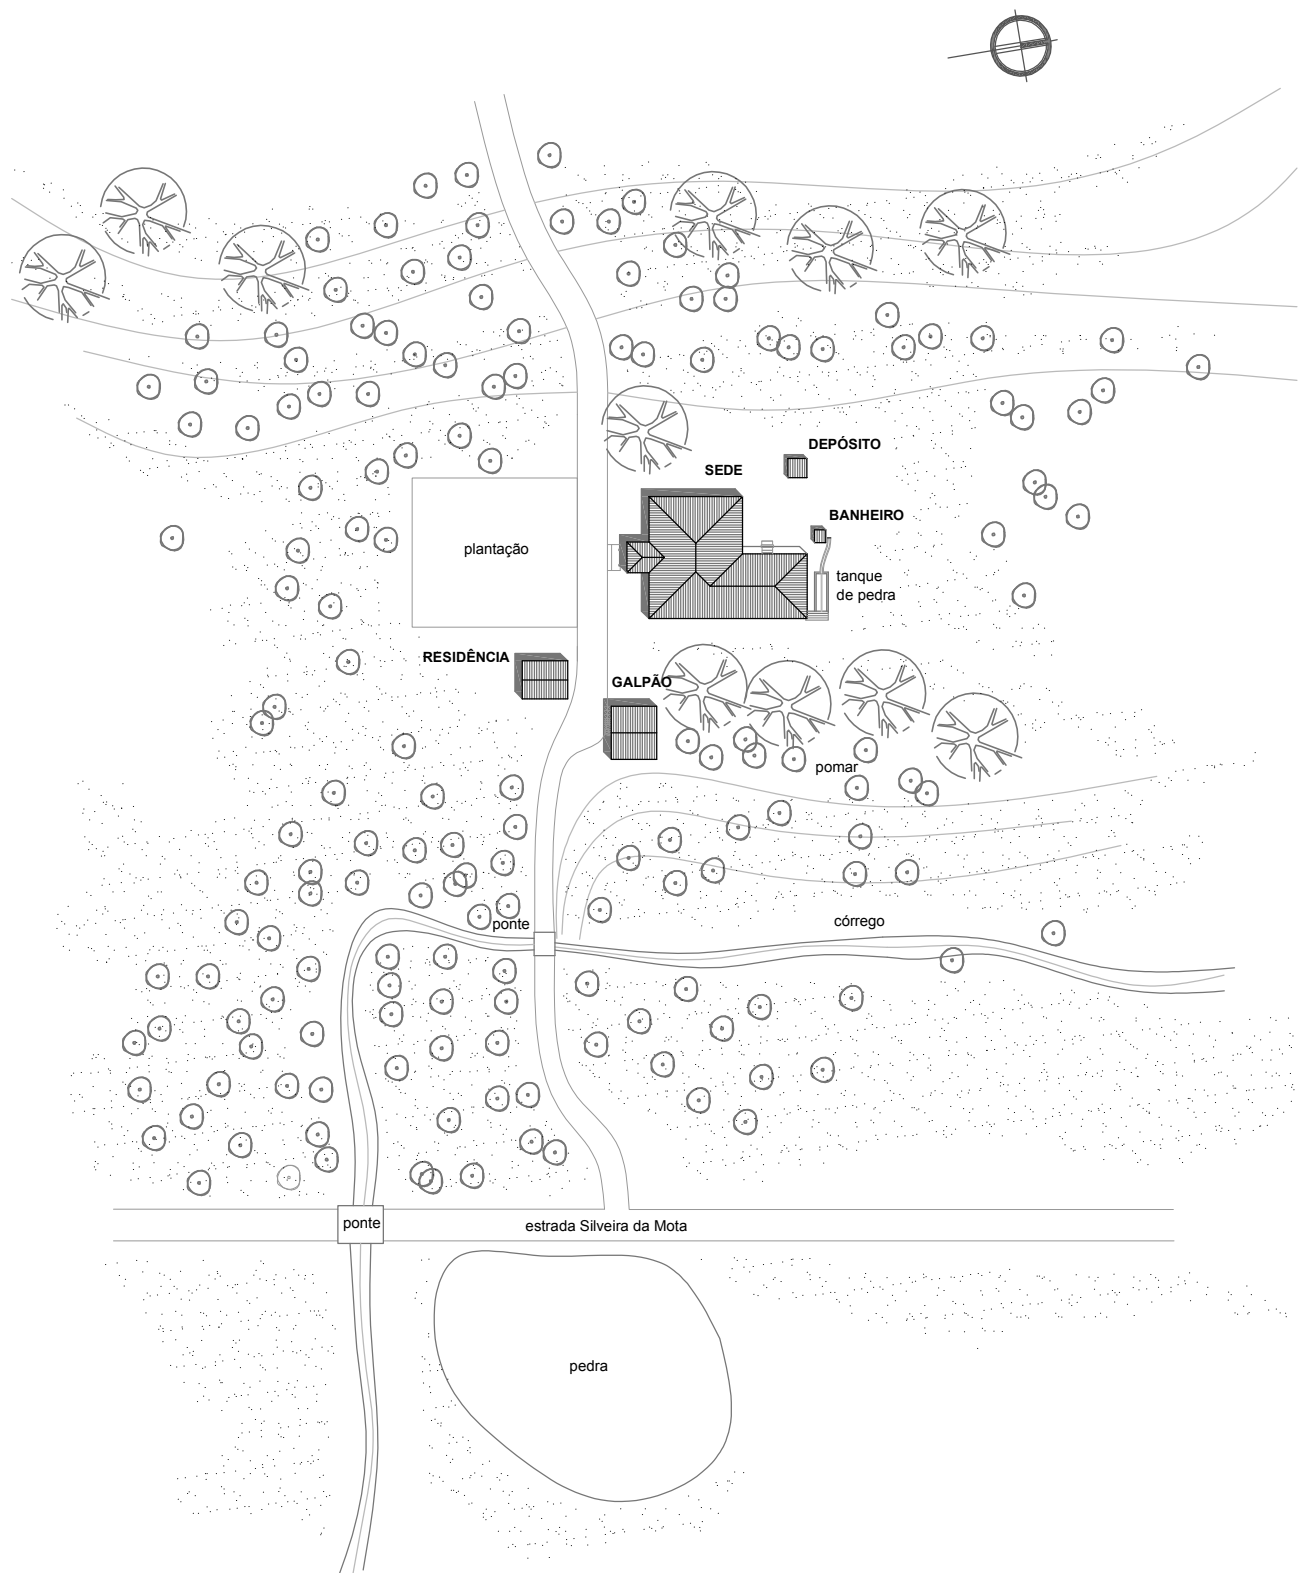 DEPÓSITO
SEDE
BANHEIRO
plantação
tanque
de pedra
RESIDÊNCIA
GALPÃO
pomar
ponte
córrego
ponte
estrada Silveira da Mota
pedra